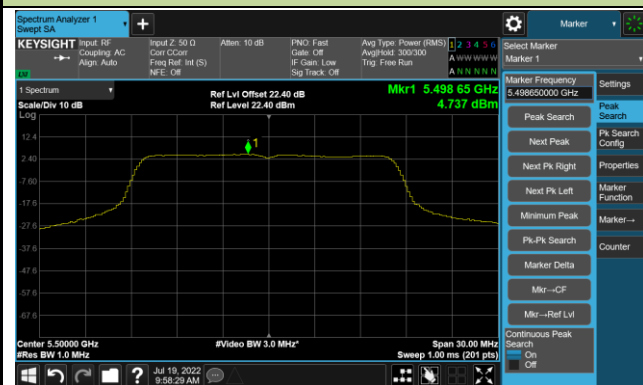 Spectrum Analyzer 1
Swept SA
Marker
KEYSIGHT
Input: RF
Coupling: AC
Align: Auto
Input Z: 50 Ω
Corr CCorr
Freq Ref: Int (S)
NFE: Off
Atten: 10 dB
PNO: Fast
Gate: Off
IF Gain: Low
Sig Track: Off
Avg Type: Power (RMS)
Avg|Hold: 300/300
Trig: Free Run
1 2 3 4 5 6
A W W W W W
A N N N N N
Select Marker
Marker 1
1 Spectrum
Scale/Div 10 dB
Log
Ref Lvl Offset 22.40 dB
Ref Level 22.40 dBm
Mkr1 5.498 65 GHz
4.737 dBm
1
12.4
2.40
-7.60
-17.6
-27.6
-37.6
-47.6
-57.6
-67.6
Center 5.50000 GHz
#Res BW 1.0 MHz
#Video BW 3.0 MHz*
Span 30.00 MHz
Sweep 1.00 ms (201 pts)
Marker Frequency
5.498650000 GHz
Peak Search
Next Peak
Next Pk Right
Next Pk Left
Minimum Peak
Pk-Pk Search
Marker Delta
Mkr→CF
Mkr→Ref Lvl
Continuous Peak
Search
On
Off
Settings
Peak
Search
Pk Search
Config
Properties
Marker
Function
Marker→
Counter
Jul 19, 2022
9:58:29 AM